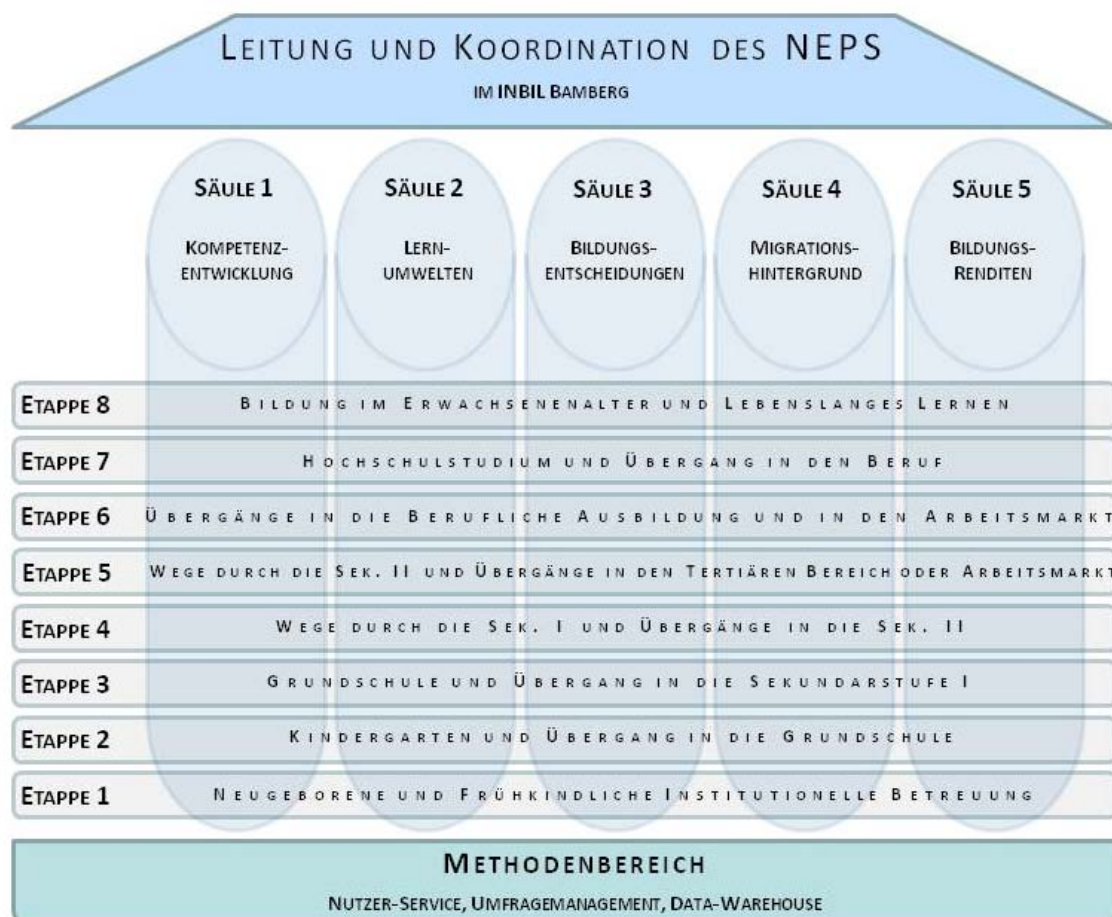 LEITUNG UND KOORDINATION DES NEPS
IM INBIL BAMBERG
SÄULE 1
KOMPETENZ-
ENTWICKLUNG
SÄULE 2
LERN-
UMWELTEN
SÄULE 3
BILDUNGS-
ENTSCHEIDUNGEN
SÄULE 4
MIGRATIONS-
HINTERGRUND
SÄULE 5
BILDUNGS-
RENDITEN
ETAPPE 8 BILDUNG IM ERWACHSENENALTER UND LEBENSLANGES LERNEN
ETAPPE 7 HOCHSCHULSTUDIUM UND ÜBERGANG IN DEN BERUF
ETAPPE 6 ÜBERGÄNGE IN DIE BERUFLICHE AUSBILDUNG UND IN DEN ARBEITSMARKT
ETAPPE 5 WEGE DURCH DIE SEK. II UND ÜBERGÄNGE IN DEN TERTIÄREN BEREICH ODER ARBEITSMARKT
ETAPPE 4 WEGE DURCH DIE SEK. I UND ÜBERGÄNGE IN DIE SEK. II
ETAPPE 3 GRUNDSCHULE UND ÜBERGANG IN DIE SEKUNDARSTUFE I
ETAPPE 2 KINDERGARTEN UND ÜBERGANG IN DIE GRUNDSCHULE
ETAPPE 1 NEUGEBORENE UND FRÜHKINDLICHE INSTITUTIONELLE BETREUUNG
METHODENBEREICH
NUTZER-SERVICE, UMFRAGEMANAGEMENT, DATA-WAREHOUSE